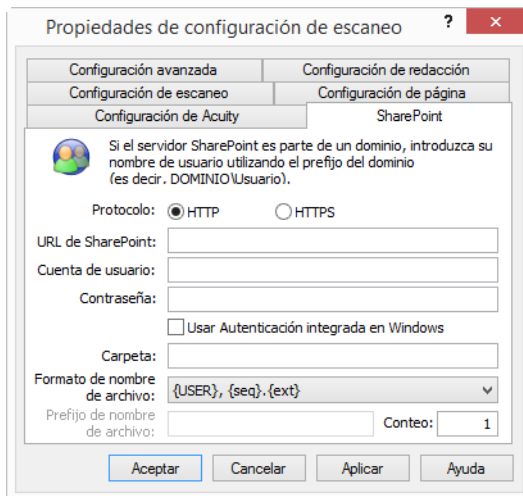 Propiedades de configuración de escaneo ? ×
Configuración avanzada Configuración de redacción
Configuración de escaneo Configuración de página
Configuración de Acuity SharePoint
Si el servidor SharePoint es parte de un dominio, introduzca su
nombre de usuario utilizando el prefijo del dominio
(es decir, DOMINIO\Usuario).
Protocolo: HTTP HTTPS
URL de SharePoint:
Cuenta de usuario:
Contraseña:
Usar Autenticación integrada en Windows
Carpeta:
Formato de nombre
de archivo: {USER}, {seq}.{ext}
Prefijo de nombre
de archivo: Conteo: 1
Aceptar Cancelar Aplicar Ayuda